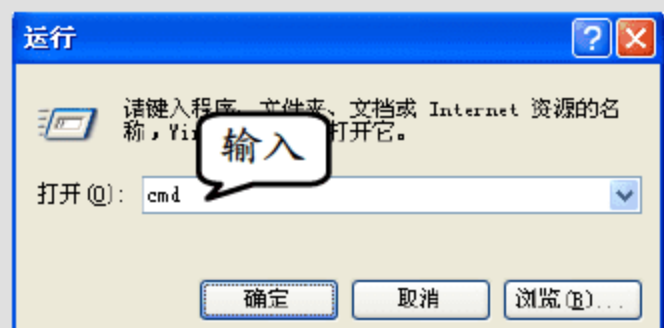 运行
请键入程序、文件夹、文档或 Internet 资源的名
称，Wi 打开它。
输入
打开(O): cmd
确定 取消 浏览(B)...